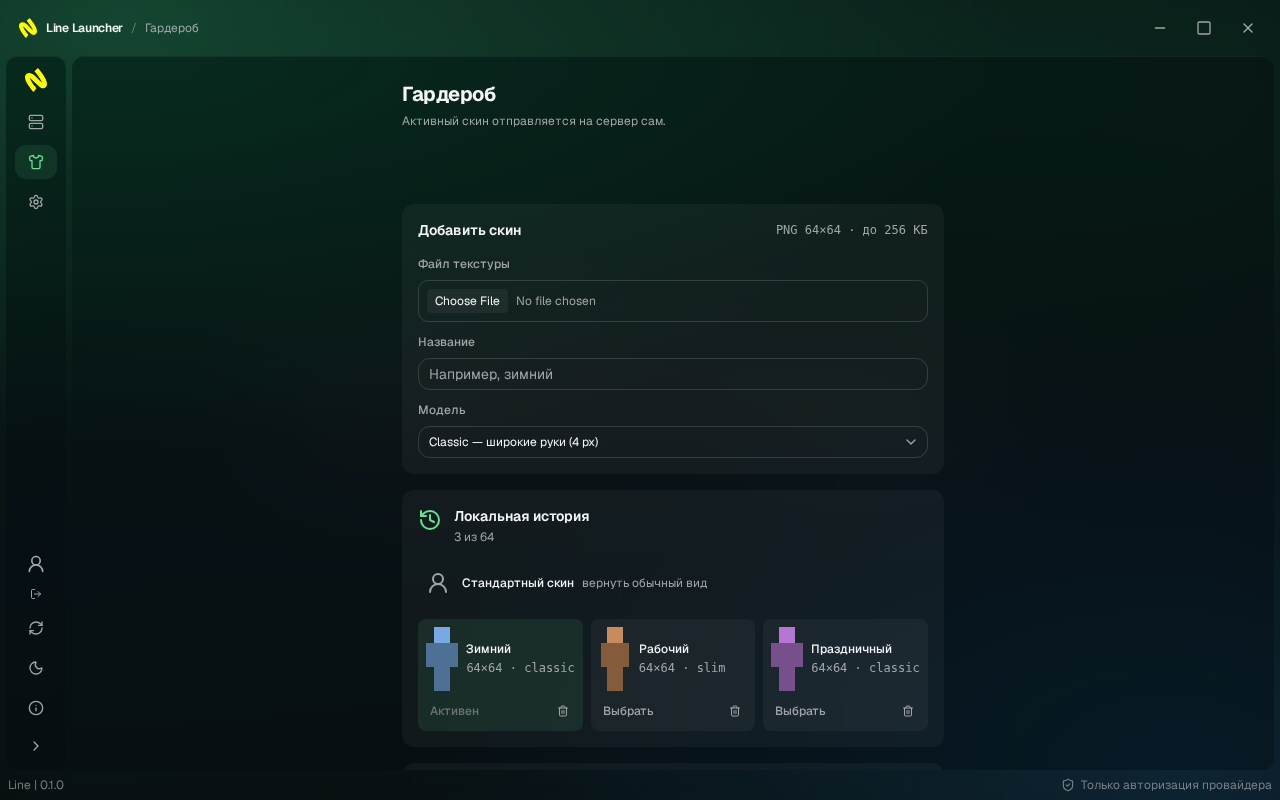 Line Launcher / Гардероб
Гардероб
Активный скин отправляется на сервер сам.
Добавить скин
PNG 64×64 · до 256 КБ
Файл текстуры
Choose File No file chosen
Название
Например, зимний
Модель
Classic — широкие руки (4 px)
Локальная история
3 из 64
Стандартный скин вернуть обычный вид
Зимний
64×64 · classic
Активен
Рабочий
64×64 · slim
Выбрать
Праздничный
64×64 · classic
Выбрать
Line | 0.1.0
Только авторизация провайдера